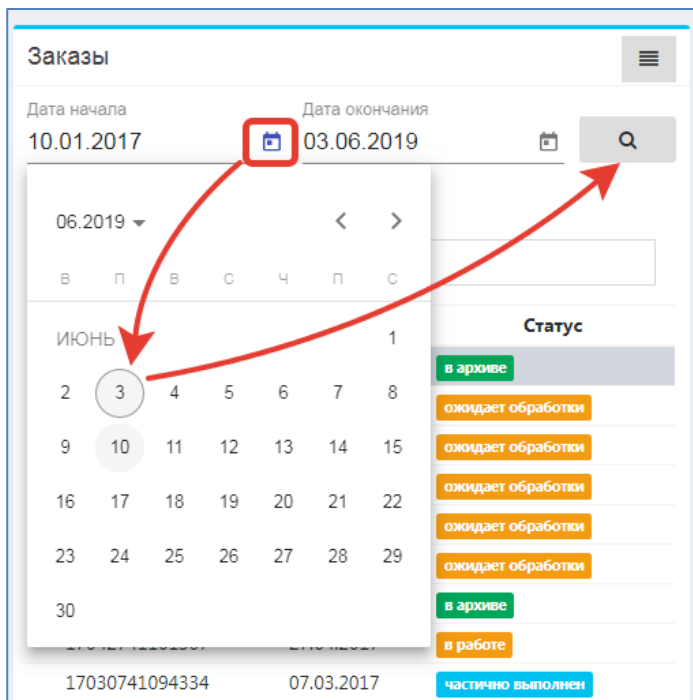 Заказы
Дата начала Дата окончания
10.01.2017 03.06.2019
06.2019
В П В С Ч П С
Статус
ИЮНЬ 1
в архиве
2 3 4 5 6 7 8
ожидает обработки
9 10 11 12 13 14 15
ожидает обработки
16 17 18 19 20 21 22
ожидает обработки
ожидает обработки
23 24 25 26 27 28 29
ожидает обработки
30
в архиве
в работе
17030741094334 07.03.2017 частично выполнен